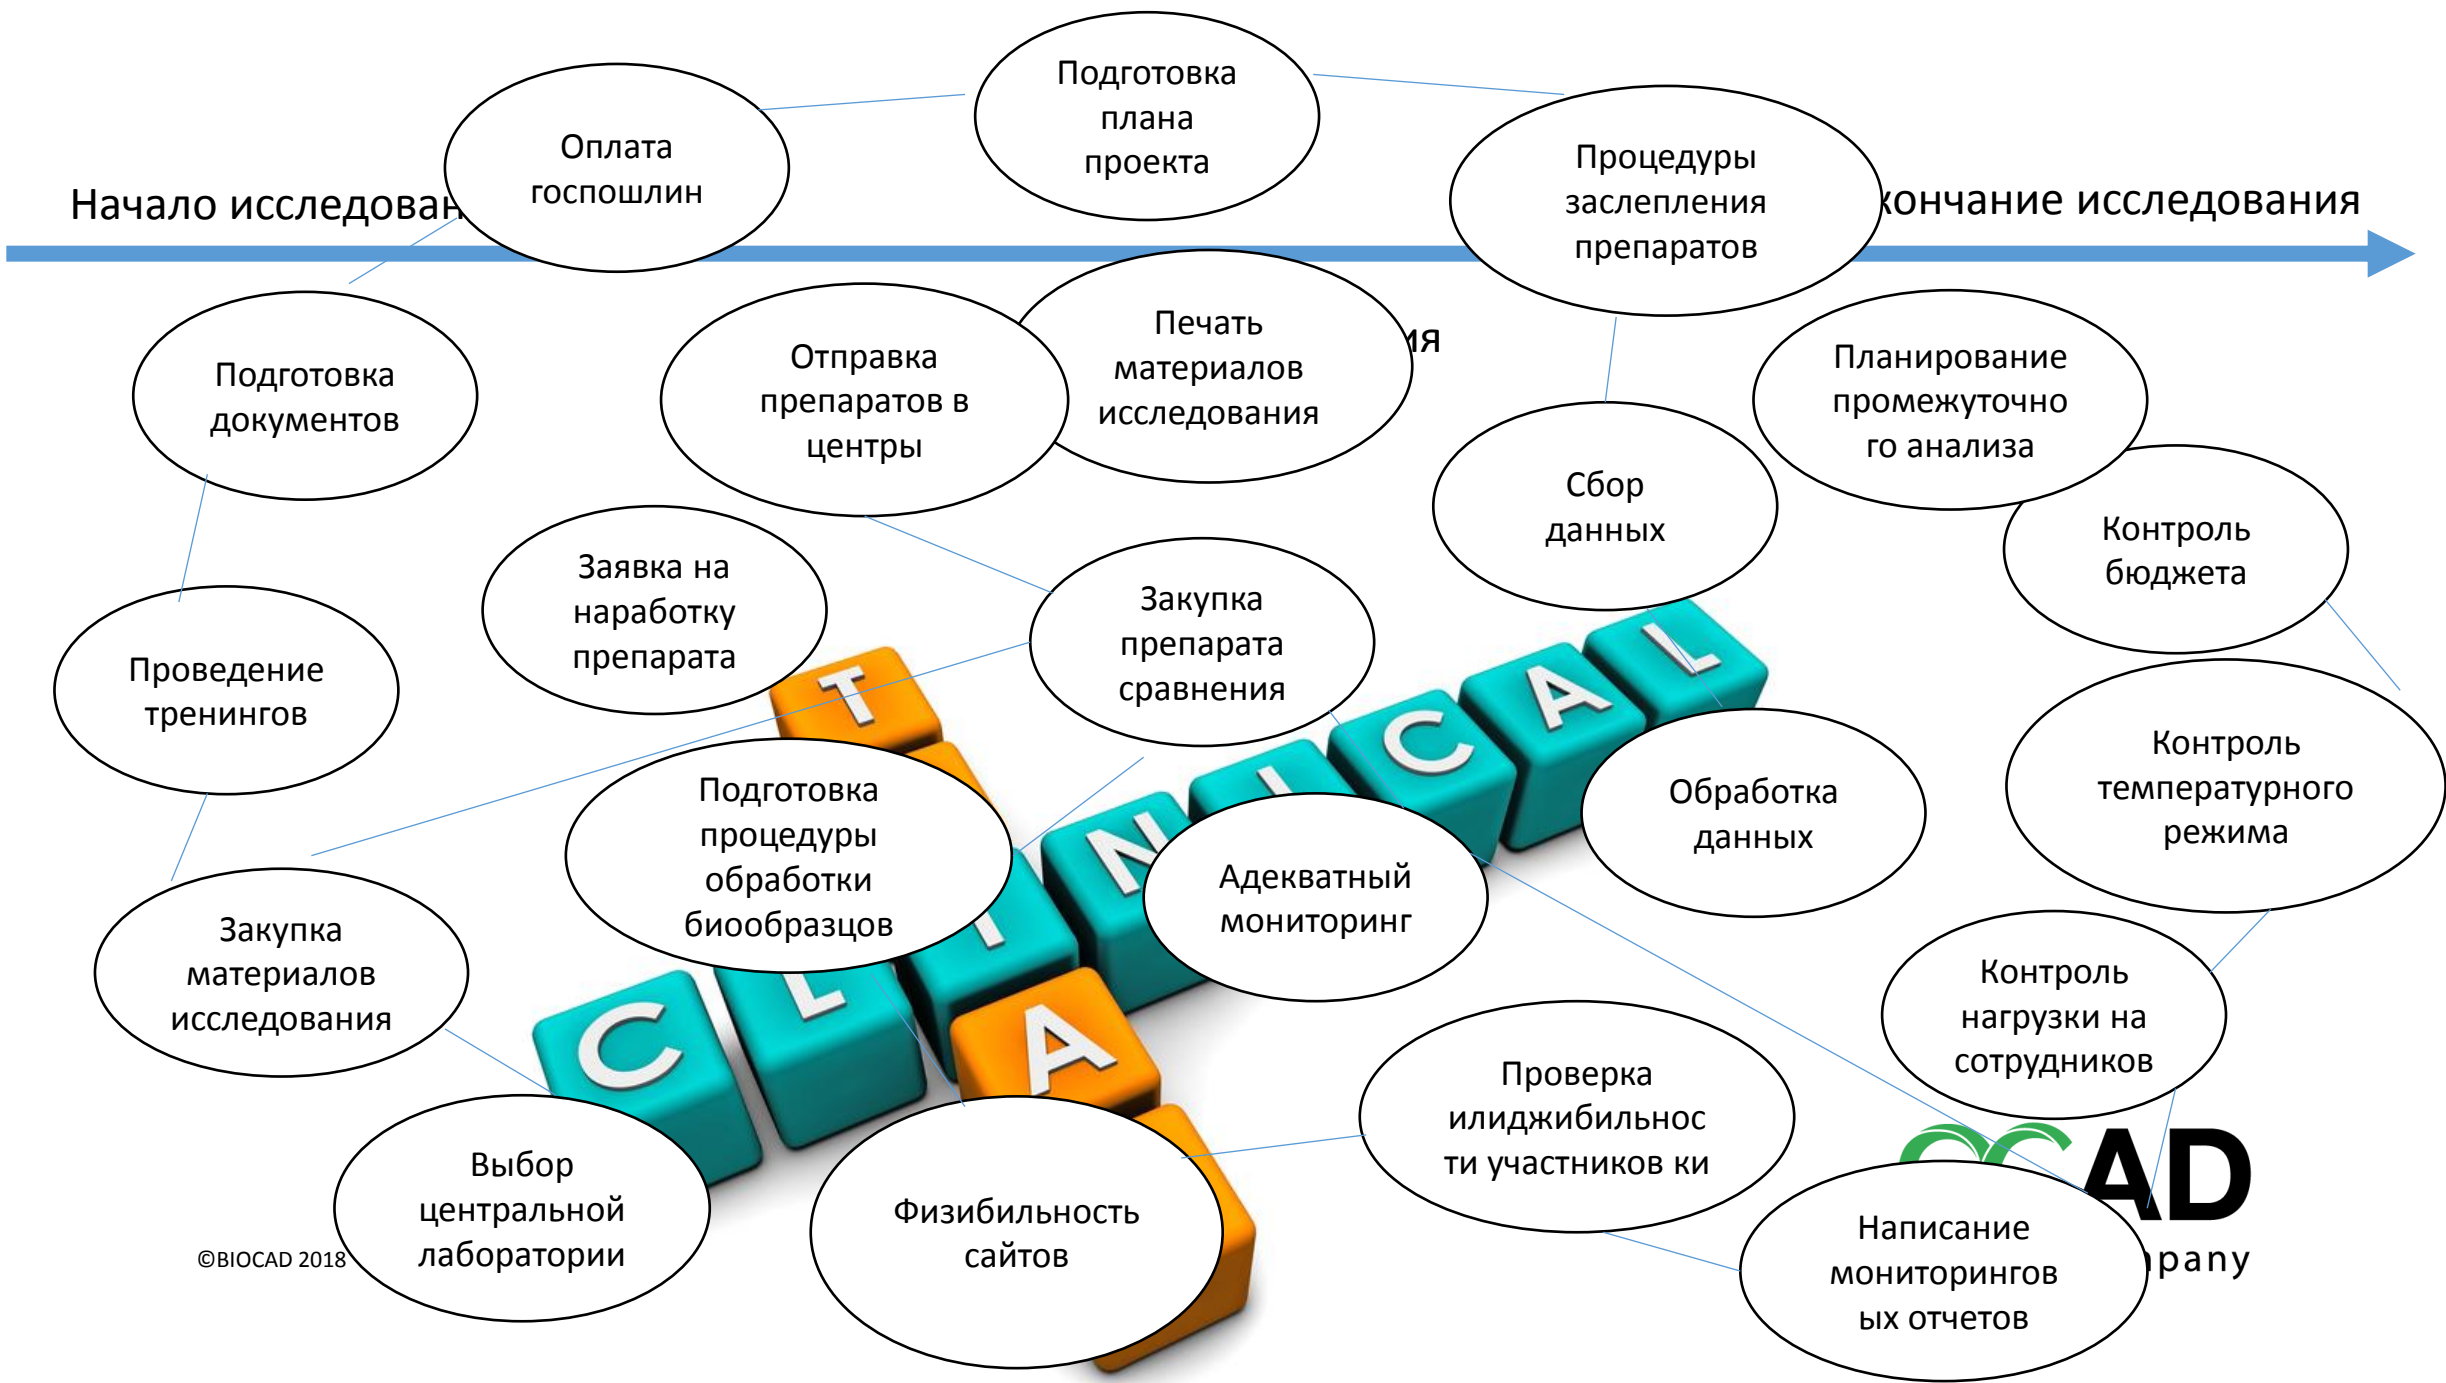 Подготовка
плана
проекта
Оплата
госпошлин
Процедуры
заслепления
препаратов
Начало исследован
кончание исследования
Печать
материалов
исследования
ия
Отправка
препаратов в
центры
Планирование
промежуточно
го анализа
Подготовка
документов
Сбор
данных
Контроль
бюджета
Заявка на
наработку
препарата
Закупка
препарата
сравнения
Проведение
тренингов
Контроль
температурного
режима
Подготовка
процедуры
обработки
биообразцов
Обработка
данных
Адекватный
мониторинг
Закупка
материалов
исследования
Контроль
нагрузки на
сотрудников
Проверка
илиджибильнос
ти участников ки
Выбор
центральной
лаборатории
Физибильность
сайтов
Написание
мониторингов
ых отчетов
CLINICAL
T
A
AD
pany
©BIOCAD 2018